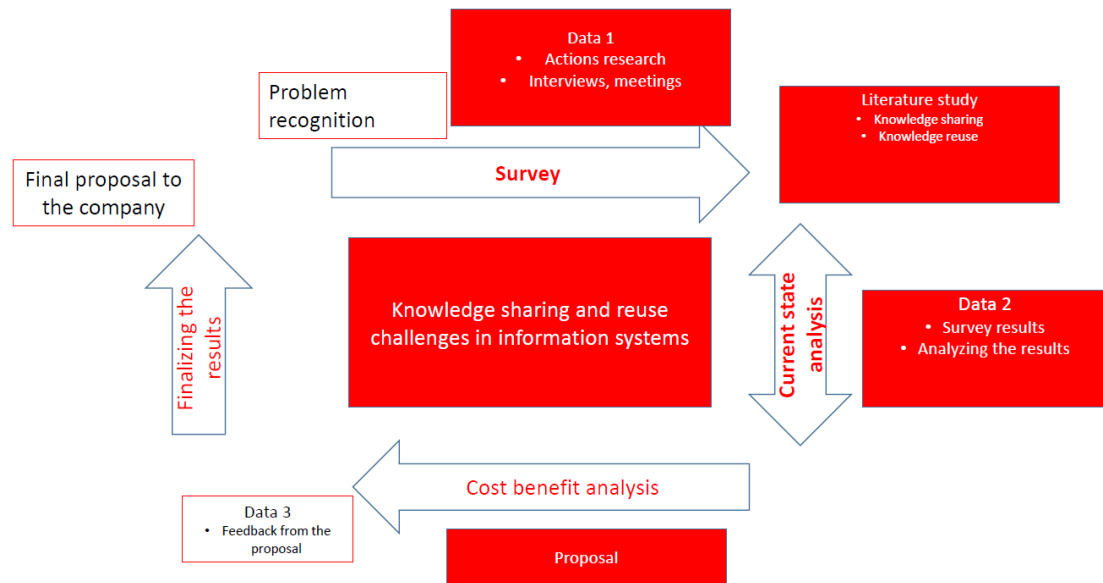 Data 1
• Actions research
• Interviews, meetings
Problem
recognition
Literature study
• Knowledge sharing
• Knowledge reuse
Survey
Final proposal to
the company
Knowledge sharing and reuse
challenges in information systems
Finalizing the
results
Current state
analysis
Data 2
• Survey results
• Analyzing the results
Cost benefit analysis
Data 3
• Feedback from the
proposal
Proposal